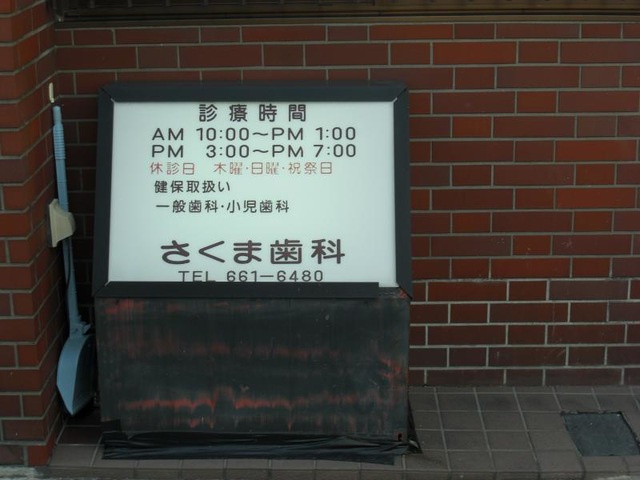 診療時間
AM 10:00〜PM 1:00
PM 3:00〜PM 7:00
休診日 木曜・日曜・祝祭日
健保取扱い
一般歯科・小児歯科
さくま歯科
TEL 661-6480